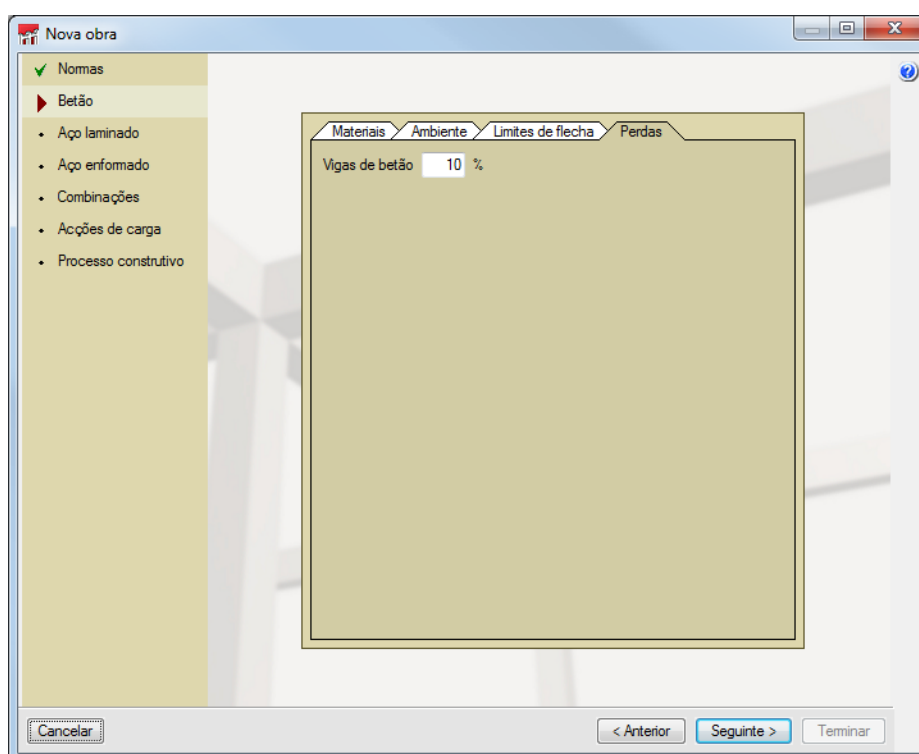 Nova obra
Normas
Betão
Aço laminado
Aço enformado
Combinações
Acções de carga
Processo construtivo
Materiais Ambiente Limites de flecha Perdas
Vigas de betão 10 %
Cancelar < Anterior Seguinte > Terminar